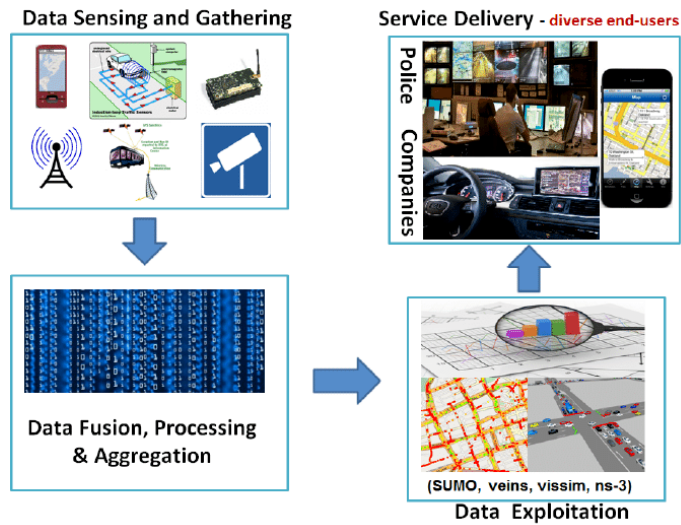 Data Sensing and Gathering
Service Delivery - diverse end-users
Police Companies
Map
Data Fusion, Processing
& Aggregation
(SUMO, veins, vissim, ns-3)
Data Exploitation